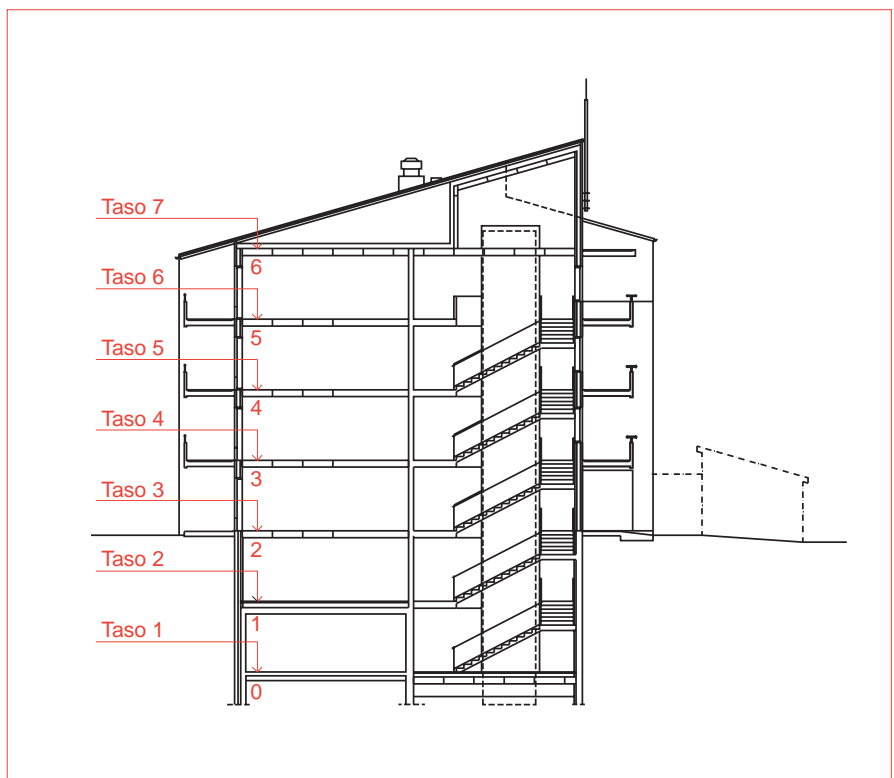 Taso 7
6
Taso 6
5
Taso 5
4
Taso 4
3
Taso 3
2
Taso 2
1
Taso 1
0